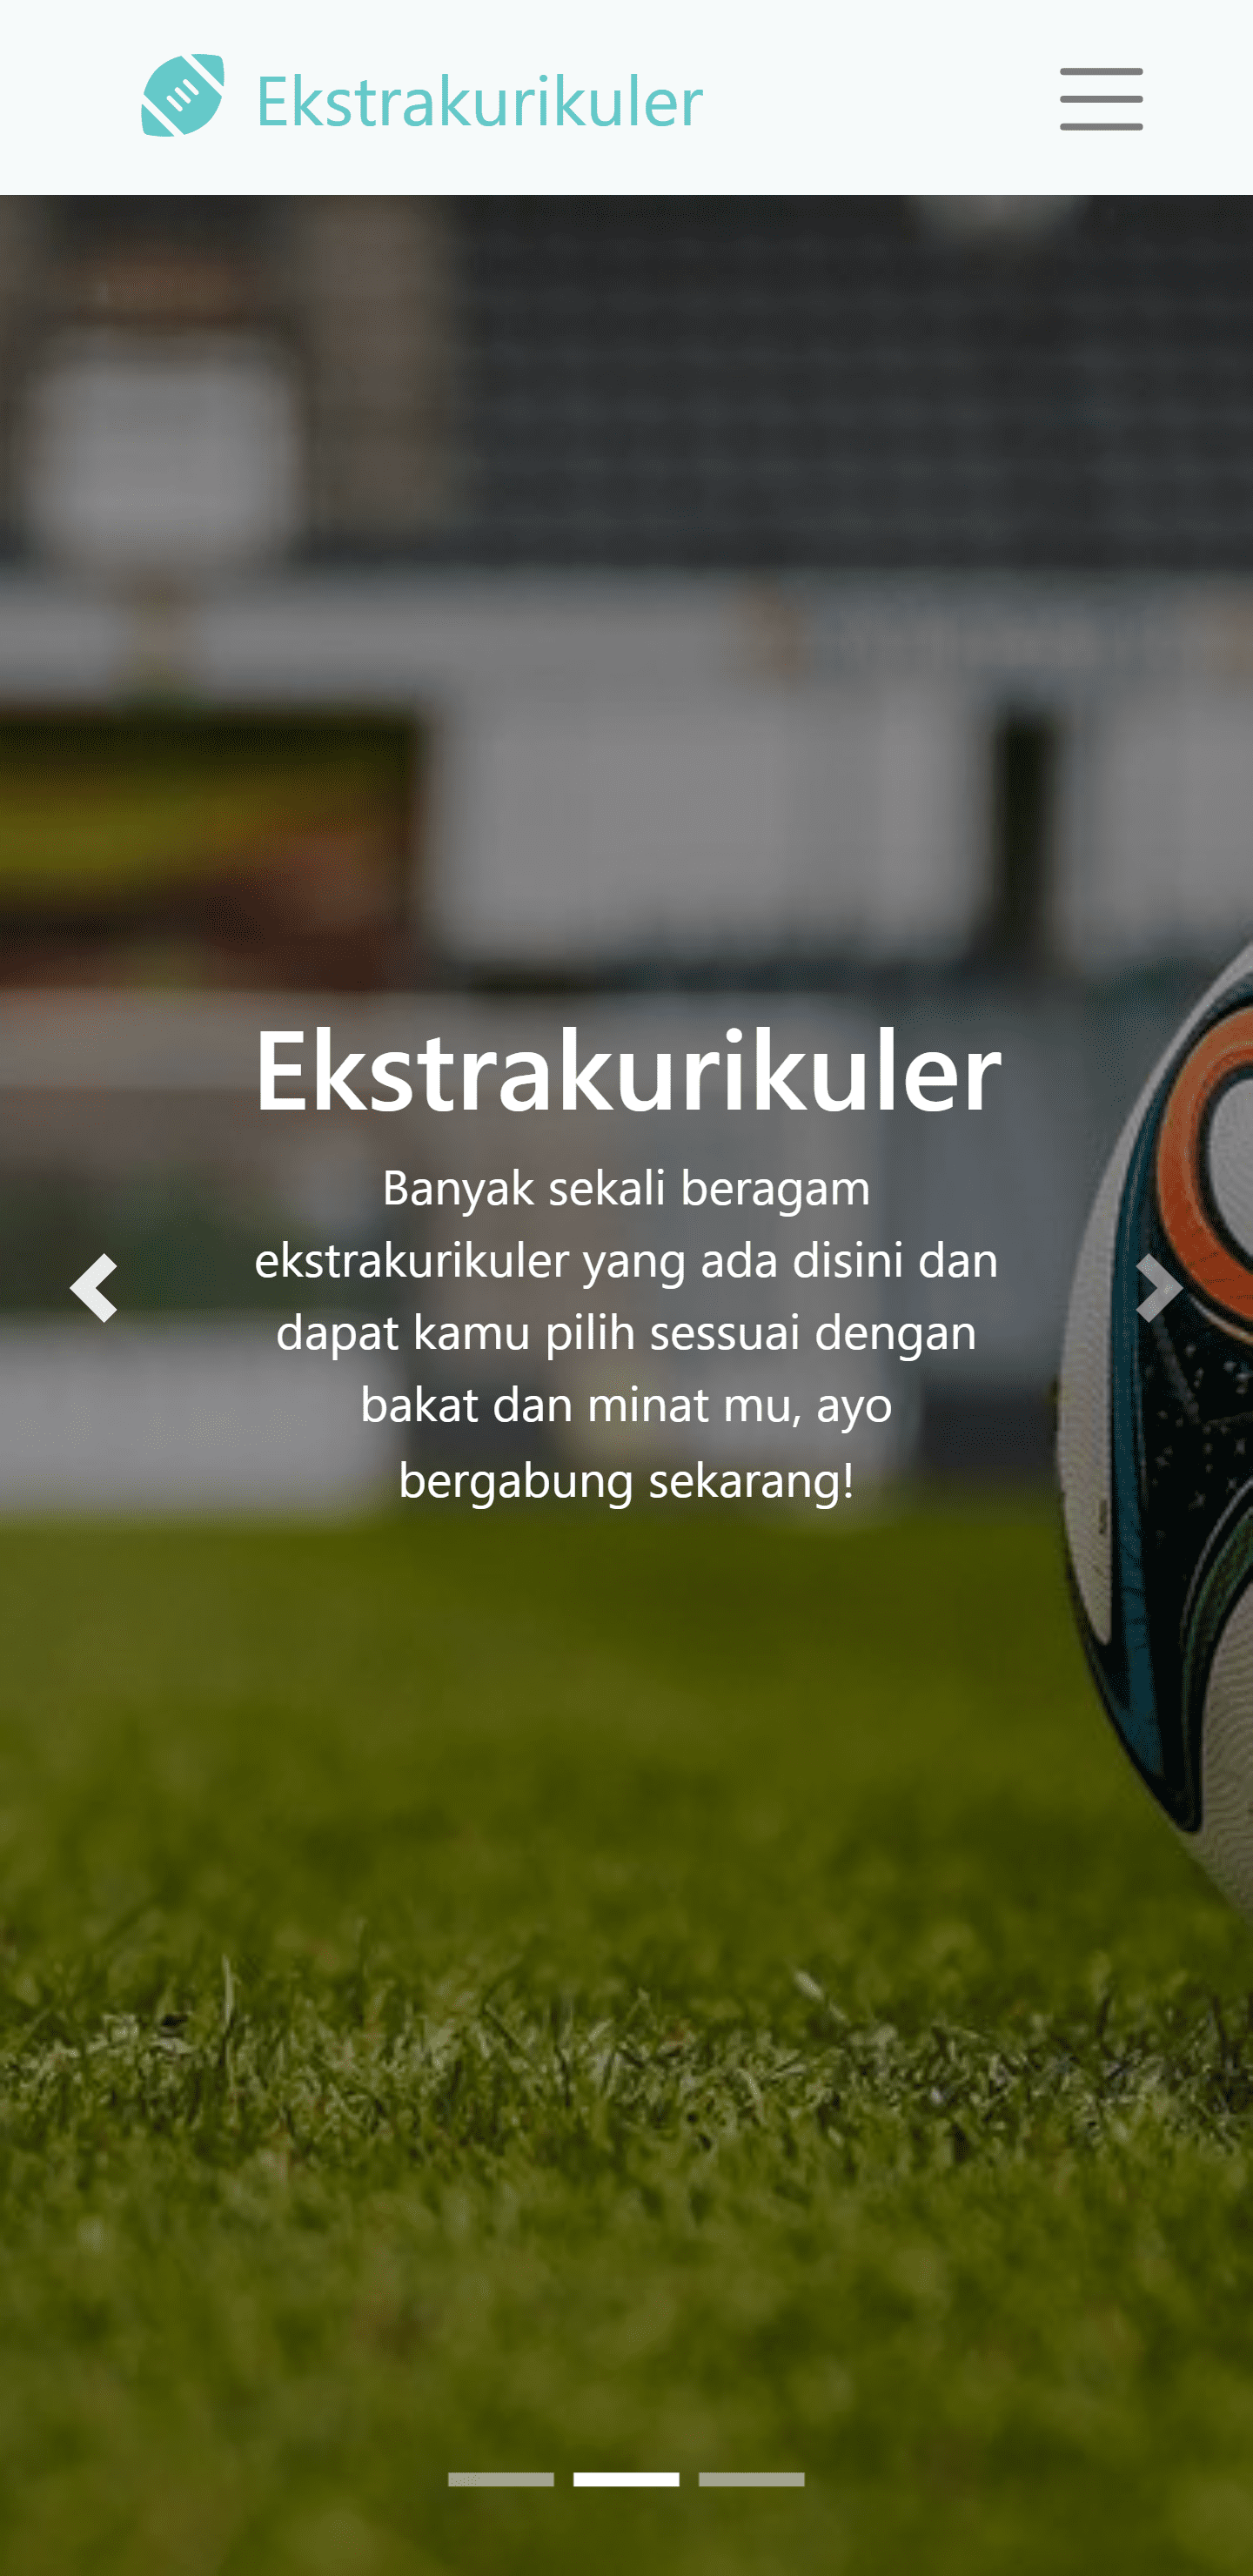 Ekstrakurikuler
Ekstrakurikuler
Banyak sekali beragam
ekstrakurikuler yang ada disini dan
dapat kamu pilih sessuai dengan
bakat dan minat mu, ayo
bergabung sekarang!